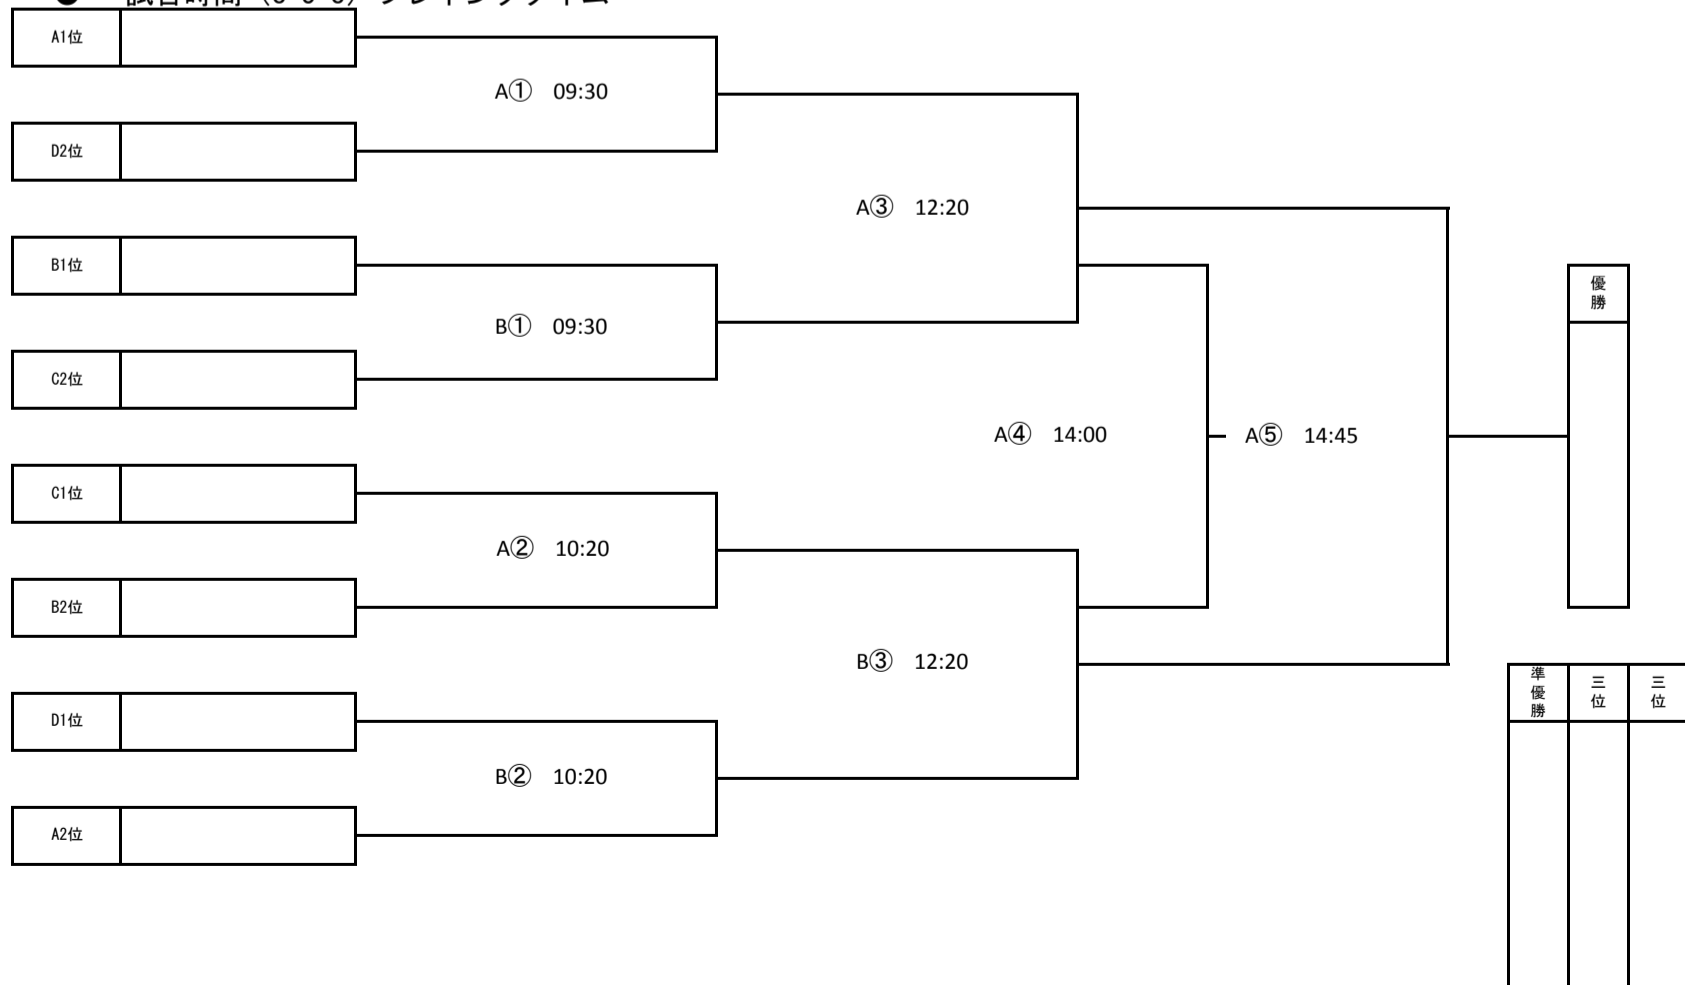 A1位
A① 09:30
D2位
A③ 12:20
B1位
優勝
B① 09:30
C2位
A④ 14:00
A⑤ 14:45
C1位
A② 10:20
B2位
B③ 12:20
準優勝
三位
三位
D1位
B② 10:20
A2位